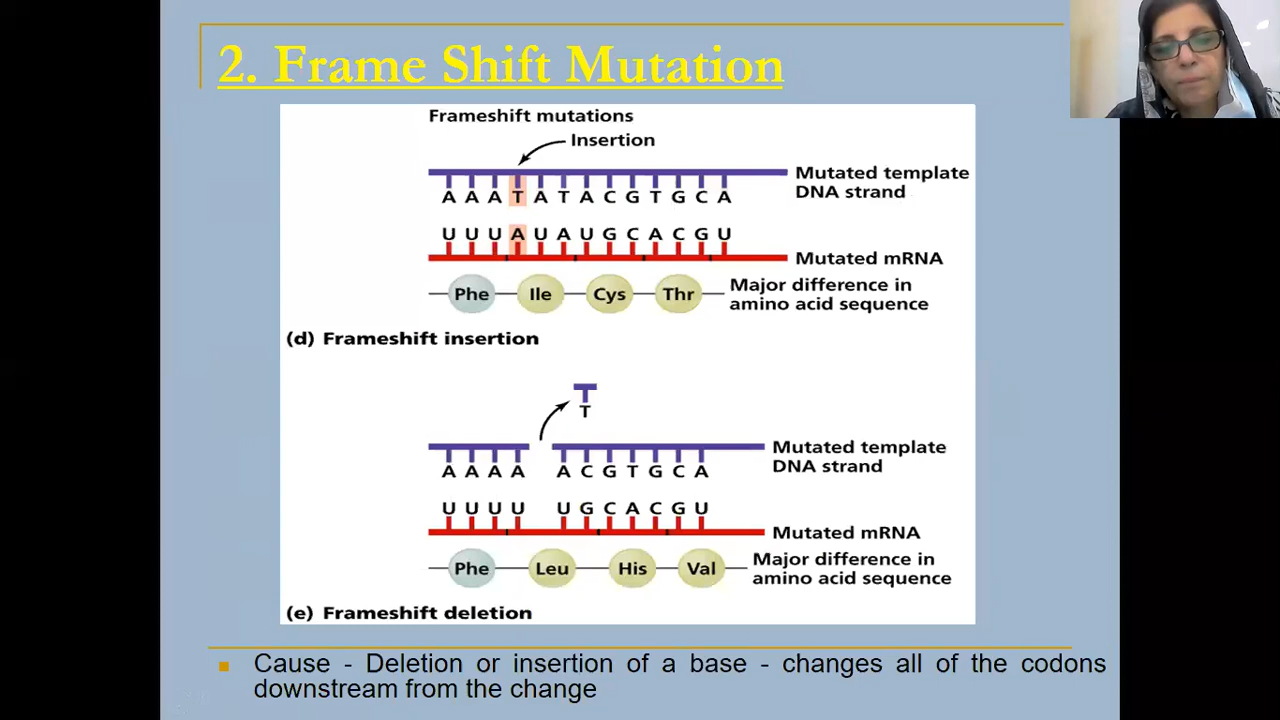 2. Frame Shift Mutation
Frameshift mutations
Insertion
Mutated template
DNA strand
A A A T A T A C G T G C A
U U U A U A U G C A C G U
Mutated mRNA
Phe Ile Cys Thr
Major difference in
amino acid sequence
(d) Frameshift insertion
T
Mutated template
DNA strand
A A A A A C G T G C A
U U U U U G C A C G U
Mutated mRNA
Phe Leu His Val
Major difference in
amino acid sequence
(e) Frameshift deletion
Cause - Deletion or insertion of a base - changes all of the codons
downstream from the change